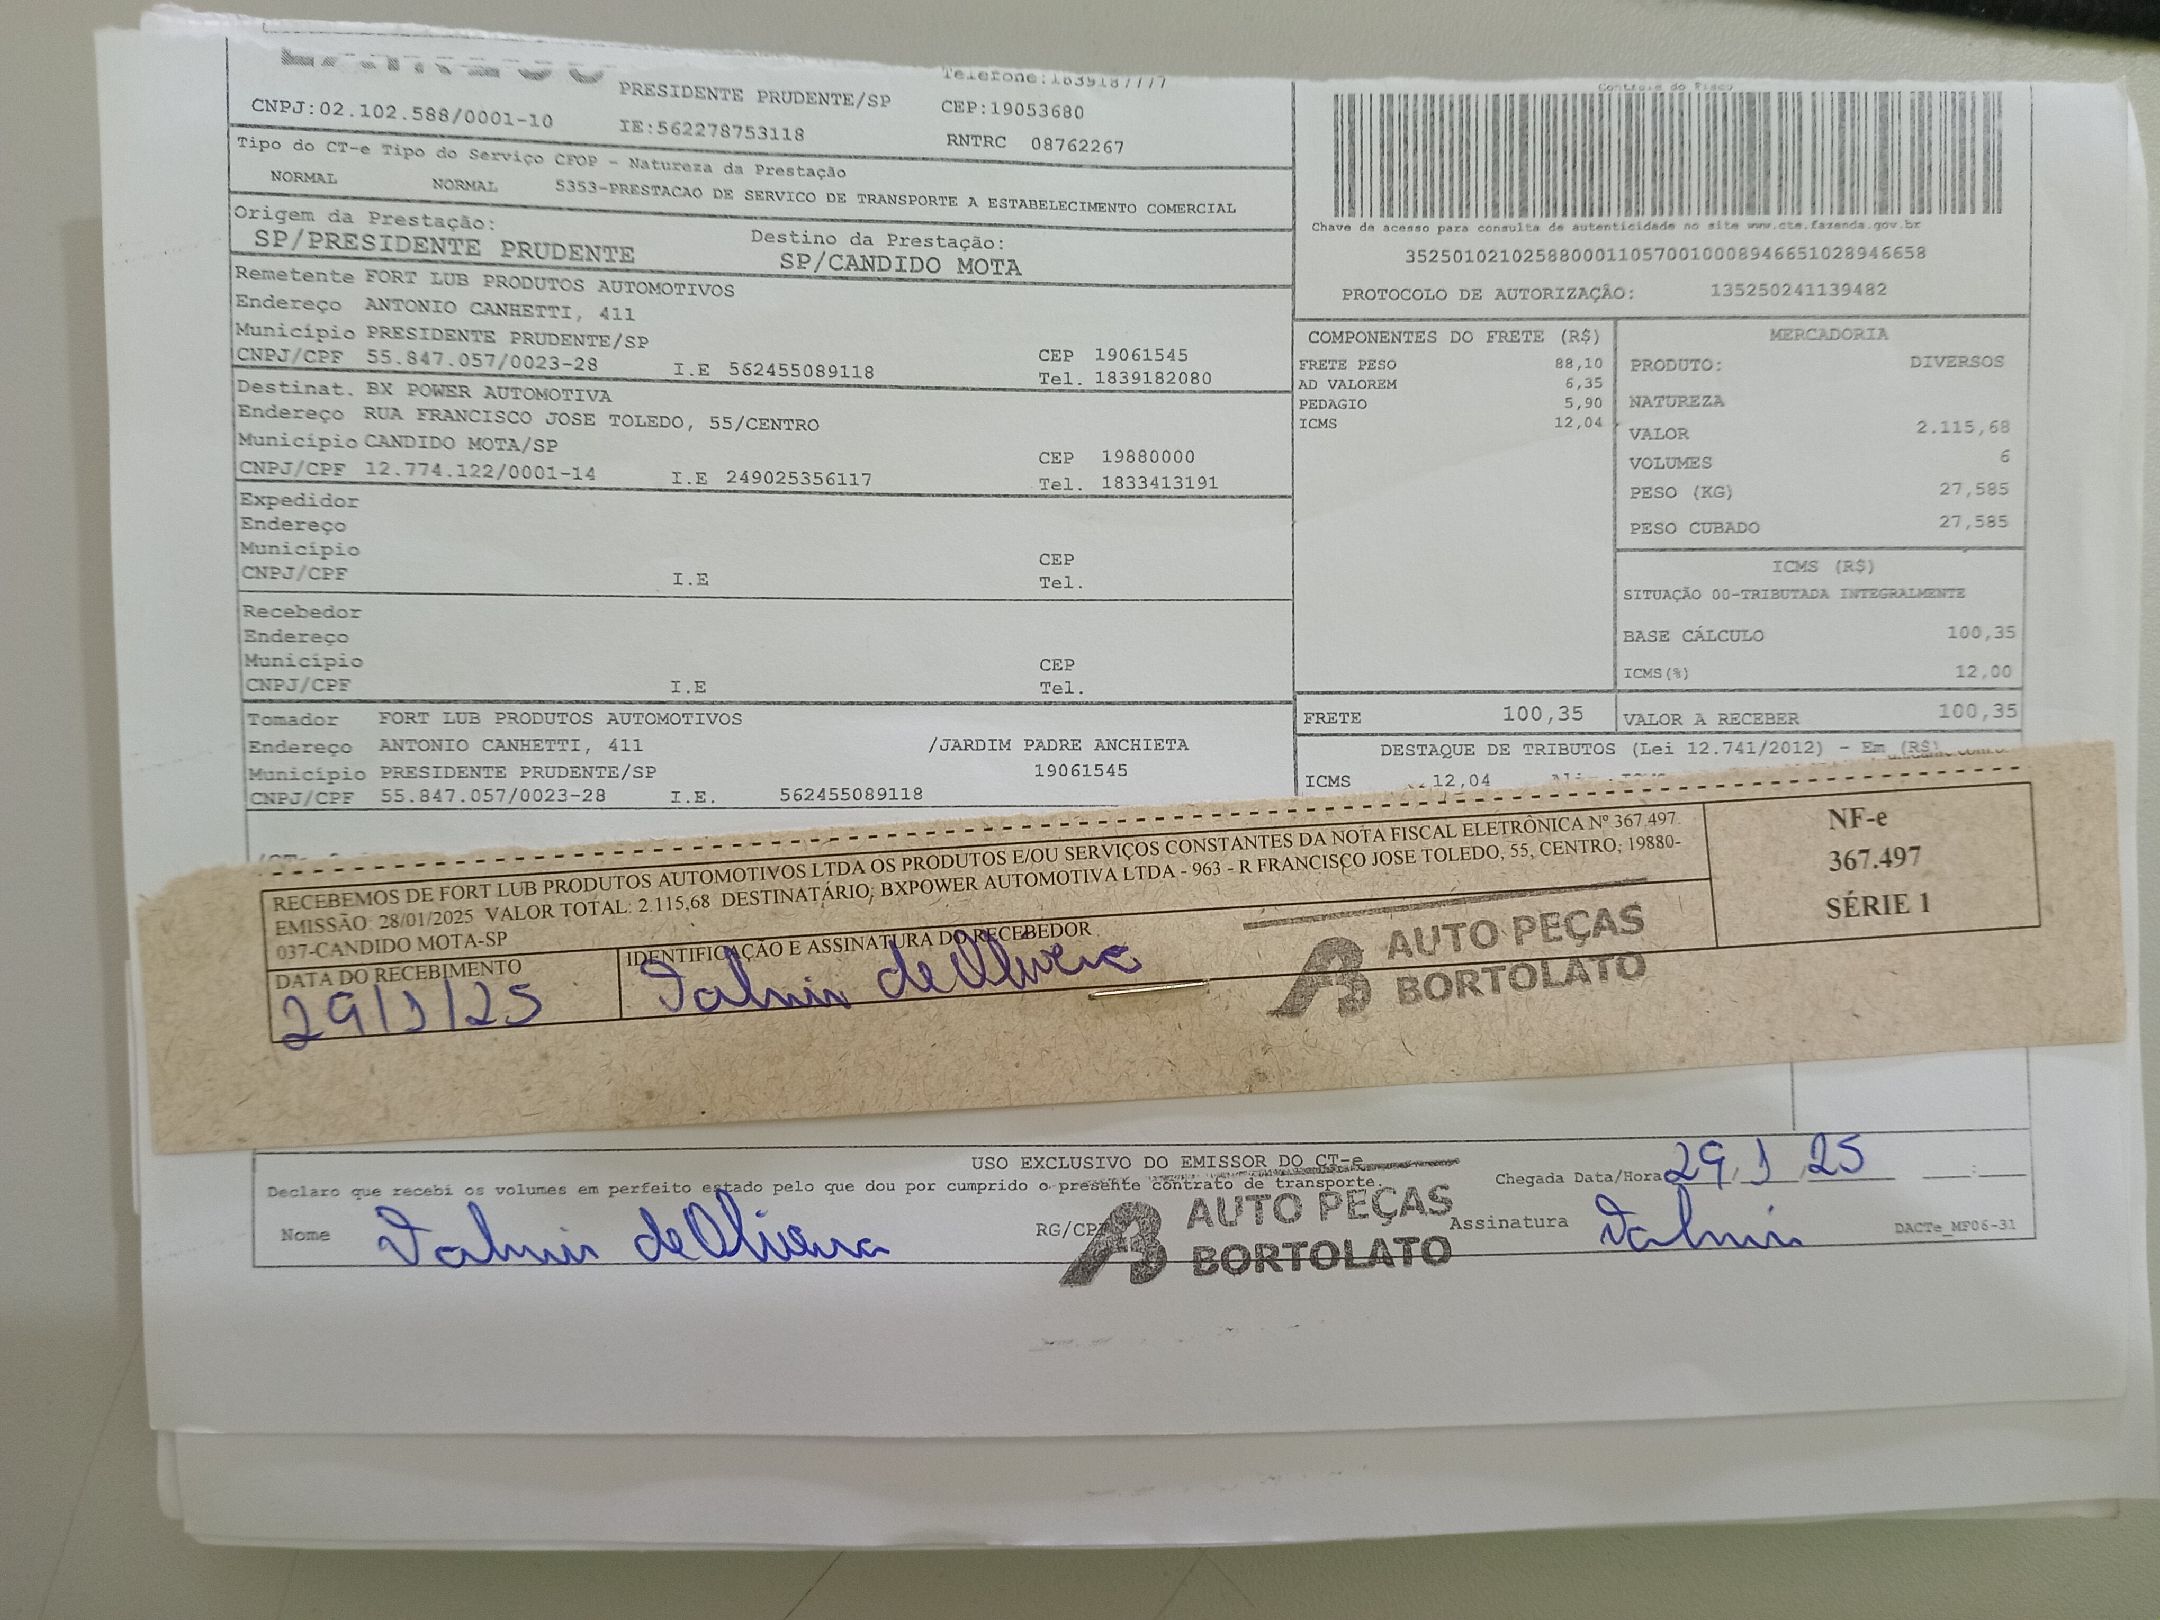 Telefone:1839187777
PRESIDENTE PRUDENTE/SP CEP:19053680
CNPJ:02.102.588/0001-10 IE:562278753118 RNTRC 08762267
Tipo do CT-e Tipo do Serviço CFOP - Natureza da Prestação
NORMAL NORMAL 5353-PRESTACAO DE SERVICO DE TRANSPORTE A ESTABELECIMENTO COMERCIAL
Origem da Prestação: Destino da Prestação:
SP/PRESIDENTE PRUDENTE SP/CANDIDO MOTA
Remetente FORT LUB PRODUTOS AUTOMOTIVOS
Endereço ANTONIO CANHETTI, 411
Município PRESIDENTE PRUDENTE/SP CEP 19061545
CNPJ/CPF 55.847.057/0023-28 I.E 562455089118 Tel. 1839182080
Destinat. BX POWER AUTOMOTIVA
Endereço RUA FRANCISCO JOSE TOLEDO, 55/CENTRO
Município CANDIDO MOTA/SP CEP 19880000
CNPJ/CPF 12.774.122/0001-14 I.E 249025356117 Tel. 1833413191
Expedidor
Endereço
Município CEP
CNPJ/CPF I.E Tel.
Recebedor
Endereço
Município CEP
CNPJ/CPF I.E Tel.
Tomador FORT LUB PRODUTOS AUTOMOTIVOS
Endereço ANTONIO CANHETTI, 411 /JARDIM PADRE ANCHIETA
Município PRESIDENTE PRUDENTE/SP 19061545
CNPJ/CPF 55.847.057/0023-28 I.E. 562455089118
Controle do Fisco
Chave de acesso para consulta de autenticidade no site www.cte.fazenda.gov.br
35250102102588000110570010008946651028946658
PROTOCOLO DE AUTORIZAÇÃO: 135250241139482
COMPONENTES DO FRETE (R$)
FRETE PESO 88,10
AD VALOREM 6,35
PEDAGIO 5,90
ICMS 12,04
MERCADORIA
PRODUTO: DIVERSOS
NATUREZA
VALOR 2.115,68
VOLUMES 6
PESO (KG) 27,585
PESO CUBADO 27,585
ICMS (R$)
SITUAÇÃO 00-TRIBUTADA INTEGRALMENTE
BASE CÁLCULO 100,35
ICMS(%) 12,00
FRETE 100,35 VALOR A RECEBER 100,35
DESTAQUE DE TRIBUTOS (Lei 12.741/2012) - Em (R$)
ICMS 12,04
RECEBEMOS DE FORT LUB PRODUTOS AUTOMOTIVOS LTDA OS PRODUTOS E/OU SERVIÇOS CONSTANTES DA NOTA FISCAL ELETRÔNICA Nº 367.497.
EMISSÃO: 28/01/2025 VALOR TOTAL: 2.115,68 DESTINATÁRIO: BXPOWER AUTOMOTIVA LTDA - 963 - R FRANCISCO JOSE TOLEDO, 55, CENTRO, 19880-
037-CANDIDO MOTA-SP
DATA DO RECEBIMENTO IDENTIFICAÇÃO E ASSINATURA DO RECEBEDOR
29/1/25 Valmir de Oliveira
AUTO PEÇAS
BORTOLATO
NF-e
367.497
SÉRIE 1
USO EXCLUSIVO DO EMISSOR DO CT-e
Declaro que recebi os volumes em perfeito estado pelo que dou por cumprido o presente contrato de transporte. Chegada Data/Hora 29 1 25
Nome Valmir de Oliveira RG/CPF Assinatura Valmir DACTe_MF06-31
AUTO PEÇAS
BORTOLATO